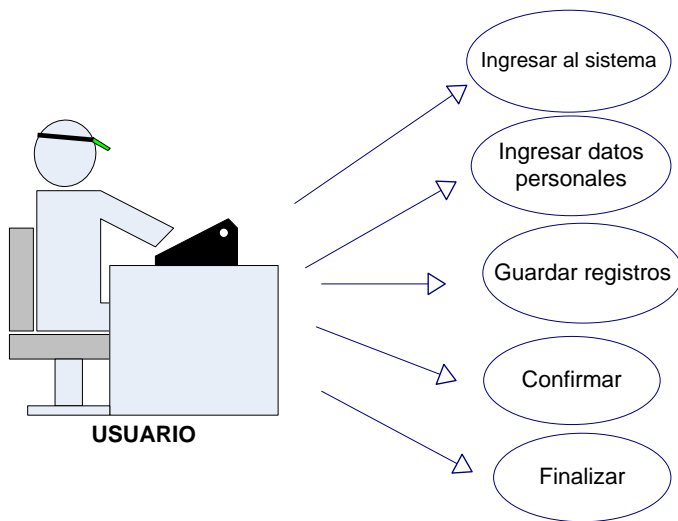 Ingresar al sistema
Ingresar datos
personales
Guardar registros
Confirmar
Finalizar
USUARIO